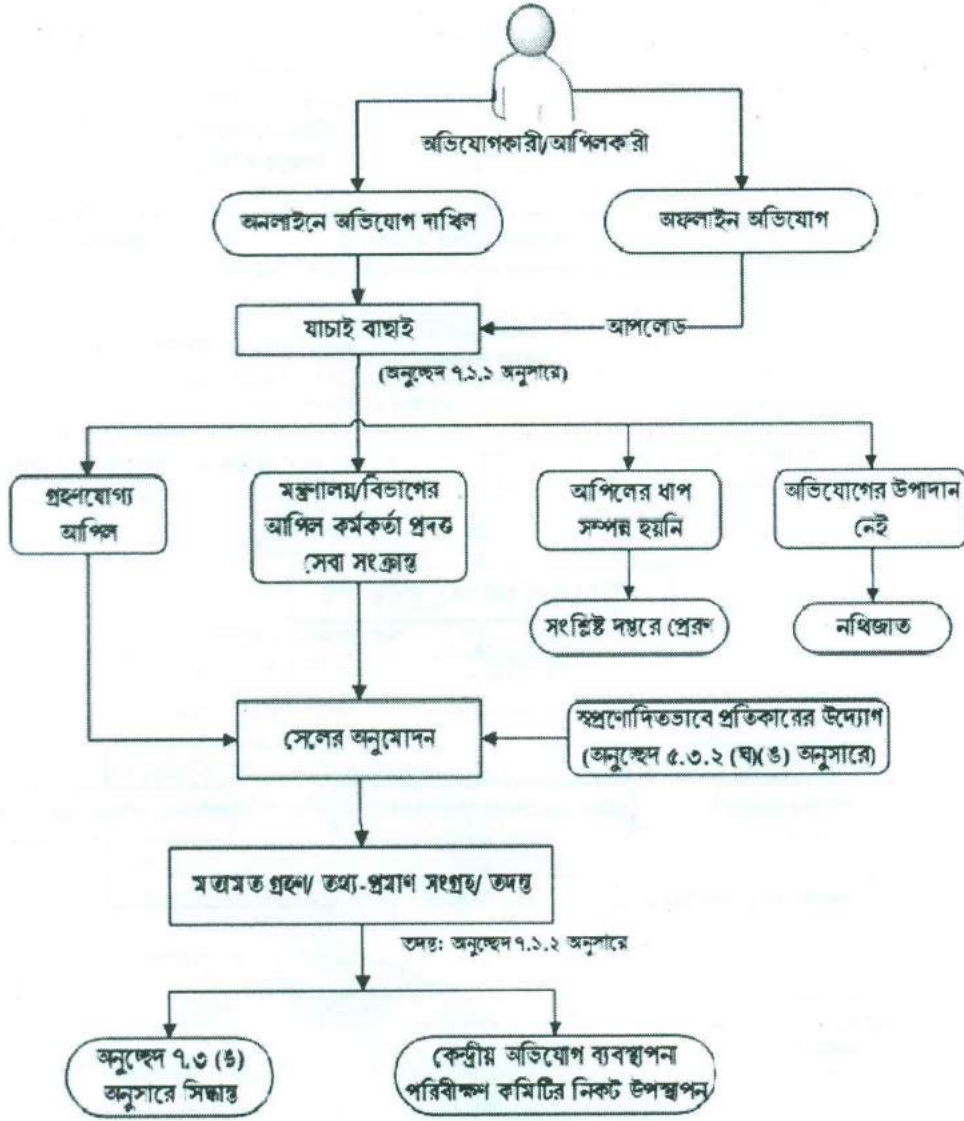 অভিযোগকারী/আপিলকারী
অনলাইনে অভিযোগ দাখিল
অফলাইন অভিযোগ
যাচাই বাছাই
আপলোড
(অনুচ্ছেদ ৭.১.১ অনুসারে)
গ্রহণযোগ্য
আপিল
মন্ত্রণালয়/বিভাগের
আপিল কর্মকর্তা প্রদত্ত
সেবা সংক্রান্ত
আপিলের ধাপ
সম্পন্ন হয়নি
অভিযোগের উপাদান
নেই
সংশ্লিষ্ট দপ্তরে প্রেরণ
নথিজাত
সেলের অনুমোদন
স্বপ্রণোদিতভাবে প্রতিকারের উদ্যোগ
(অনুচ্ছেদ ৫.৩.২ (ঘ)(ঙ) অনুসারে)
মতামত গ্রহণ/ তথ্য-প্রমাণ সংগ্রহ/ তদন্ত
তদন্ত: অনুচ্ছেদ ৭.১.২ অনুসারে
অনুচ্ছেদ ৭.৩ (ঙ)
অনুসারে সিদ্ধান্ত
কেন্দ্রীয় অভিযোগ ব্যবস্থাপনা
পরিবীক্ষণ কমিটির নিকট উপস্থাপন